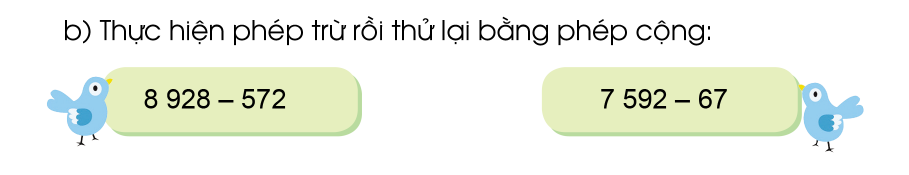 b) Thực hiện phép trừ rồi thử lại bằng phép cộng:
8 928 – 572
7 592 – 67